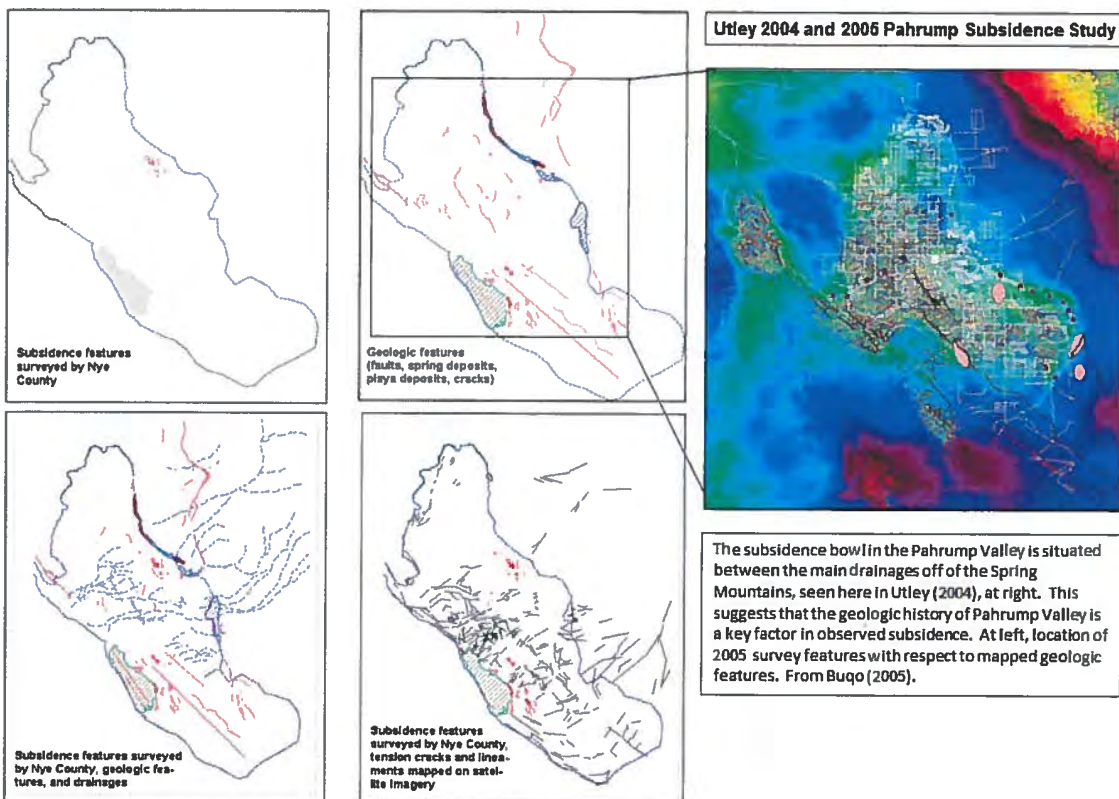 Utley 2004 and 2005 Pahrump Subsidence Study
Subsidence features
surveyed by Nye
County
Geologic features
(faults, spring deposits,
playa deposits, cracks)
Subsidence features surveyed
by Nye County, geologic fea-
tures, and drainages
Subsidence features
surveyed by Nye County,
tension cracks and linea-
ments mapped on satel-
lite imagery
The subsidence bowl in the Pahrump Valley is situated
between the main drainages off of the Spring
Mountains, seen here in Utley (2004), at right. This
suggests that the geologic history of Pahrump Valley is
a key factor in observed subsidence. At left, location of
2005 survey features with respect to mapped geologic
features. From Buqo (2005).